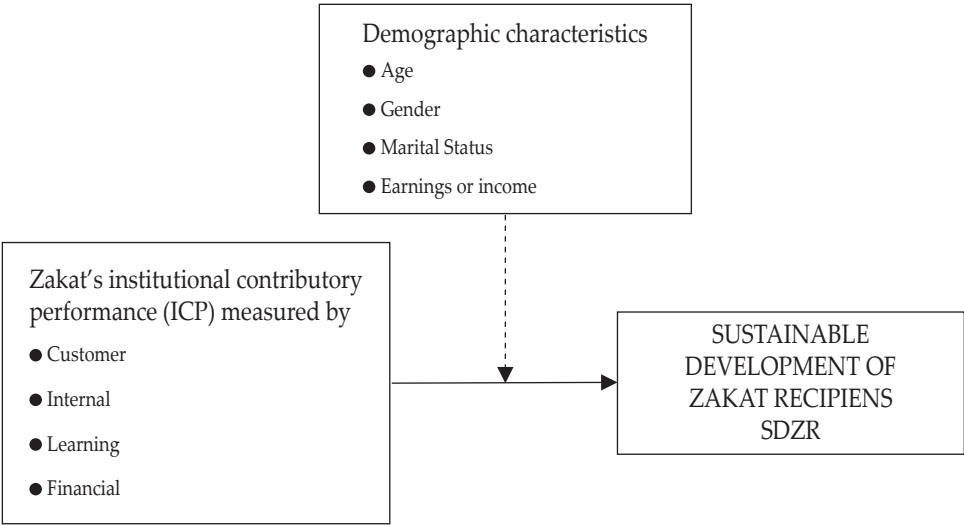 Demographic characteristics
● Age
● Gender
● Marital Status
● Earnings or income
Zakat's institutional contributory
performance (ICP) measured by
● Customer
● Internal
● Learning
● Financial
SUSTAINABLE
DEVELOPMENT OF
ZAKAT RECIPIENS
SDZR